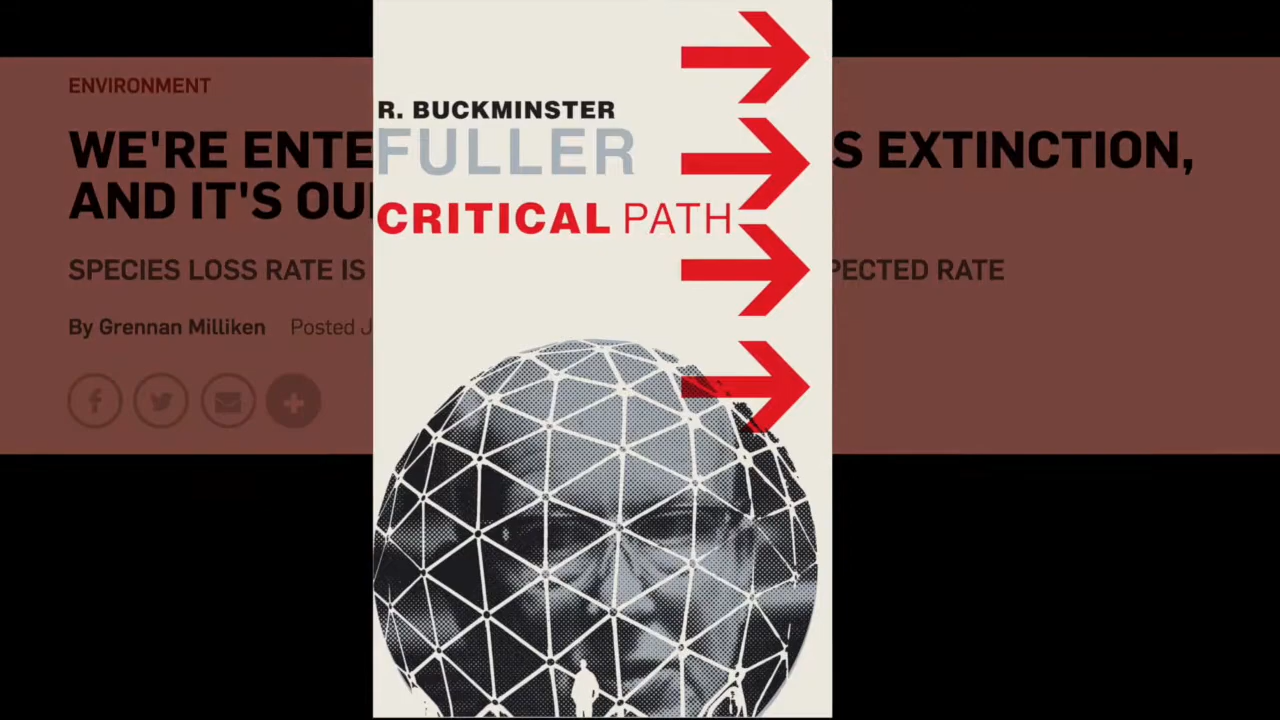 ENVIRONMENT
WE'RE ENTE S EXTINCTION,
AND IT'S OU
SPECIES LOSS RATE IS PECTED RATE
By Grennan Milliken Posted J
R. BUCKMINSTER
FULLER
CRITICAL PATH